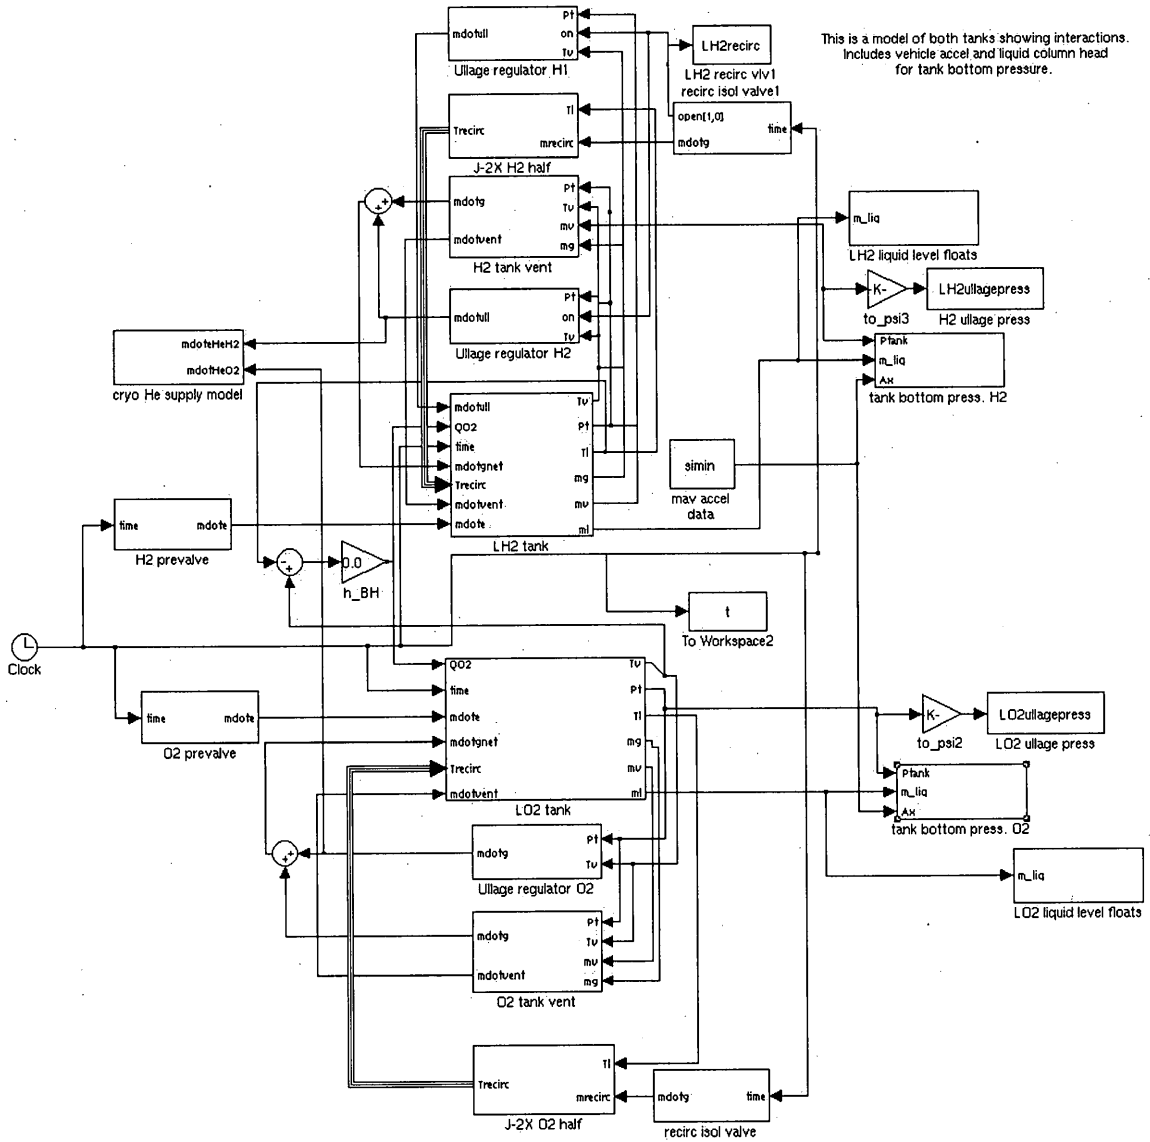 This is a model of both tanks showing interactions.
Includes vehicle accel and liquid column head
for tank bottom pressure.
mdotull
Pt
on
Tv
Ullage regulator H1
LH2recirc
LH2 recirc vlv1
recirc isol valve1
open[1,0]
mdotg
time
Trecirc
Tl
mrecirc
J-2X H2 half
mdotg
mdotvent
Pt
Tv
mv
mg
H2 tank vent
m_liq
LH2 liquid level floats
-K-
to_psi3
LH2ullagepress
H2 ullage press
mdotull
Pt
on
Tv
Ullage regulator H2
mdoteHeH2
mdotHeO2
cryo He supply model
Ptank
m_liq
Ax
tank bottom press. H2
mdotull
QO2
time
mdotgnet
Trecirc
mdotvent
mdote
Tv
Pt
Tl
mg
mv
ml
LH2 tank
simin
mav accel
data
time
mdote
H2 prevalve
0.0
h_BH
t
To Workspace2
Clock
time
mdote
O2 prevalve
QO2
time
mdote
mdotgnet
Trecirc
mdotvent
Tv
Pt
Tl
mg
mv
ml
LO2 tank
-K-
to_psi2
LO2ullagepress
LO2 ullage press
Ptank
m_liq
Ax
tank bottom press. O2
mdotg
Pt
Tv
Ullage regulator O2
m_liq
LO2 liquid level floats
mdotg
mdotvent
Pt
Tv
mv
mg
O2 tank vent
Trecirc
Tl
mrecirc
J-2X O2 half
mdotg
time
recirc isol valve